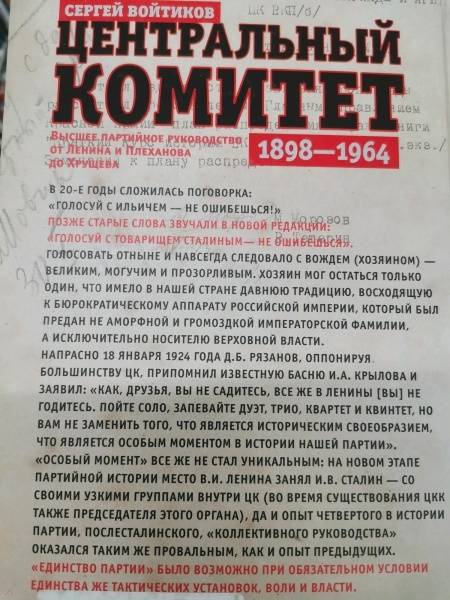 ЦК ВКП/б/
СЕРГЕЙ ВОЙТИКОВ
ЦЕНТРАЛЬНЫЙ
КОМИТЕТ
ВЫСШЕЕ ПАРТИЙНОЕ РУКОВОДСТВО
ОТ ЛЕНИНА И ПЛЕХАНОВА
ДО ХРУЩЕВА
1898—1964
к плану распред
В 20-Е ГОДЫ СЛОЖИЛАСЬ ПОГОВОРКА:
«ГОЛОСУЙ С ИЛЬИЧЕМ — НЕ ОШИБЕШЬСЯ!»
ПОЗЖЕ СТАРЫЕ СЛОВА ЗВУЧАЛИ В НОВОЙ РЕДАКЦИИ:
«ГОЛОСУЙ С ТОВАРИЩЕМ СТАЛИНЫМ— НЕ ОШИБЕШЬСЯ».
ГОЛОСОВАТЬ ОТНЫНЕ И НАВСЕГДА СЛЕДОВАЛО С ВОЖДЕМ (ХОЗЯИНОМ) —
ВЕЛИКИМ, МОГУЧИМ И ПРОЗОРЛИВЫМ. ХОЗЯИН МОГ ОСТАТЬСЯ ТОЛЬКО
ОДИН, ЧТО ИМЕЛО В НАШЕЙ СТРАНЕ ДАВНЮЮ ТРАДИЦИЮ, ВОСХОДЯЩУЮ
К БЮРОКРАТИЧЕСКОМУ АППАРАТУ РОССИЙСКОЙ ИМПЕРИИ, КОТОРЫЙ БЫЛ
ПРЕДАН НЕ АМОРФНОЙ И ГРОМОЗДКОЙ ИМПЕРАТОРСКОЙ ФАМИЛИИ,
А ИСКЛЮЧИТЕЛЬНО НОСИТЕЛЮ ВЕРХОВНОЙ ВЛАСТИ.
НАПРАСНО 18 ЯНВАРЯ 1924 ГОДА Д.Б. РЯЗАНОВ, ОППОНИРУЯ
БОЛЬШИНСТВУ ЦК, ПРИПОМНИЛ ИЗВЕСТНУЮ БАСНЮ И.А. КРЫЛОВА И
ЗАЯВИЛ: «КАК, ДРУЗЬЯ, ВЫ НЕ САДИТЕСЬ, ВСЕ ЖЕ В ЛЕНИНЫ [ВЫ] НЕ
ГОДИТЕСЬ. ПОЙТЕ СОЛО, ЗАПЕВАЙТЕ ДУЭТ, ТРИО, КВАРТЕТ И КВИНТЕТ, НО
ВАМ НЕ ЗАМЕНИТЬ ТОГО, ЧТО ЯВЛЯЕТСЯ ИСТОРИЧЕСКИМ СВОЕОБРАЗИЕМ,
ЧТО ЯВЛЯЕТСЯ ОСОБЫМ МОМЕНТОМ В ИСТОРИИ НАШЕЙ ПАРТИИ».
«ОСОБЫЙ МОМЕНТ» ВСЕ ЖЕ НЕ СТАЛ УНИКАЛЬНЫМ: НА НОВОМ ЭТАПЕ
ПАРТИЙНОЙ ИСТОРИИ МЕСТО В.И. ЛЕНИНА ЗАНЯЛ И.В. СТАЛИН — СО
СВОИМИ УЗКИМИ ГРУППАМИ ВНУТРИ ЦК (ВО ВРЕМЯ СУЩЕСТВОВАНИЯ ЦКК
ТАКЖЕ ПРЕДСЕДАТЕЛЯ ЭТОГО ОРГАНА), ДА И ОПЫТ ЧЕТВЕРТОГО В ИСТОРИИ
ПАРТИИ, ПОСЛЕСТАЛИНСКОГО, «КОЛЛЕКТИВНОГО РУКОВОДСТВА»
ОКАЗАЛСЯ ТАКИМ ЖЕ ПРОВАЛЬНЫМ, КАК И ОПЫТ ПРЕДЫДУЩИХ.
«ЕДИНСТВО ПАРТИИ» БЫЛО ВОЗМОЖНО ПРИ ОБЯЗАТЕЛЬНОМ УСЛОВИИ
ЕДИНСТВА ЖЕ ТАКТИЧЕСКИХ УСТАНОВОК, ВОЛИ И ВЛАСТИ.